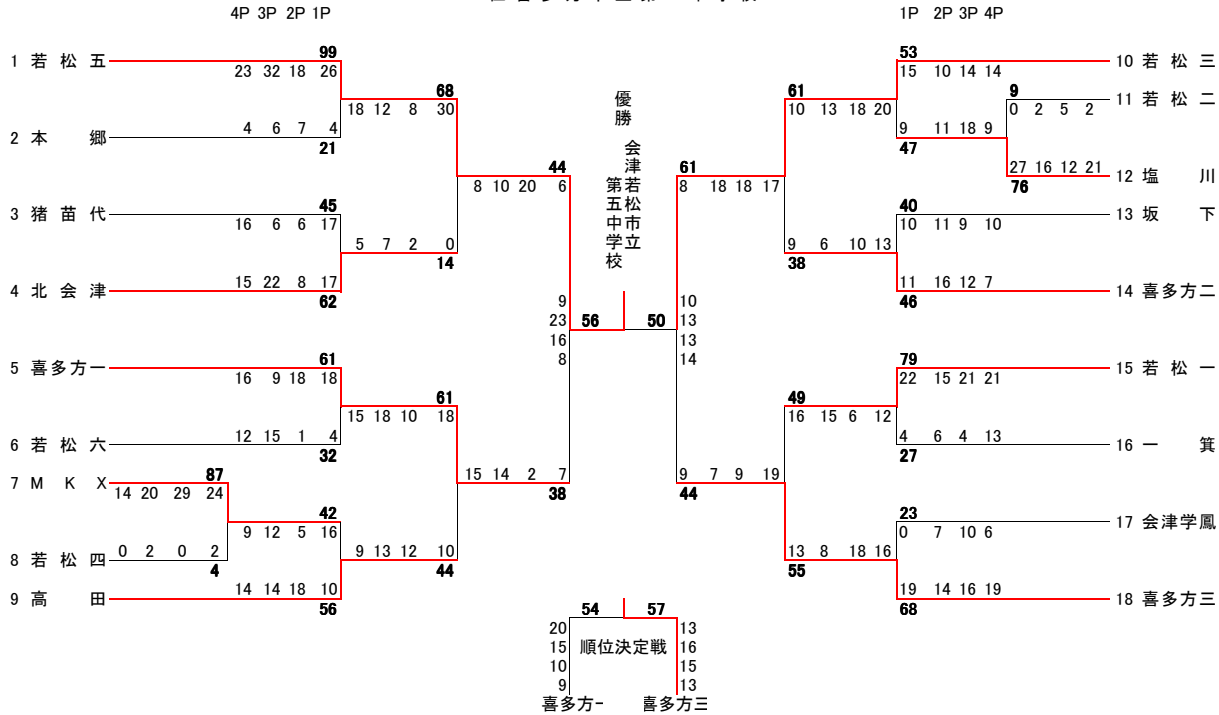 4P 3P 2P 1P
1P 2P 3P 4P
1 若松五
99
23 32 18 26
4 6 7 4
21
2 本郷
18 12 8 30
68
3 猪苗代
45
16 6 6 17
15 22 8 17
62
4 北会津
5 7 2 0
14
8 10 20 6
44
5 喜多方一
61
16 9 18 18
12 15 1 4
32
6 若松六
15 18 10 18
61
7 MKX
87
14 20 29 24
0 2 0 2
4
8 若松四
9 12 5 16
42
14 14 18 10
56
9 高田
9 13 12 10
44
15 14 2 7
38
優勝
会津若松市立
第五中学校
9
23
16
8
56 50
10
13
13
14
53
10 若松三
15 10 14 14
9
11 若松二
0 2 5 2
27 16 12 21
76
12 塩川
9 11 18 9
47
61
10 13 18 20
40
13 坂下
10 11 9 10
11 16 12 7
46
14 喜多方二
9 6 10 13
38
61
8 18 18 17
79
15 若松一
22 15 21 21
4 6 4 13
27
16 一箕
49
16 15 6 12
23
17 会津学鳳
0 7 10 6
19 14 16 19
68
18 喜多方三
13 8 18 16
55
9 7 9 19
44
54 57
順位決定戦
20
15
10
9
13
16
15
13
喜多方一 喜多方三